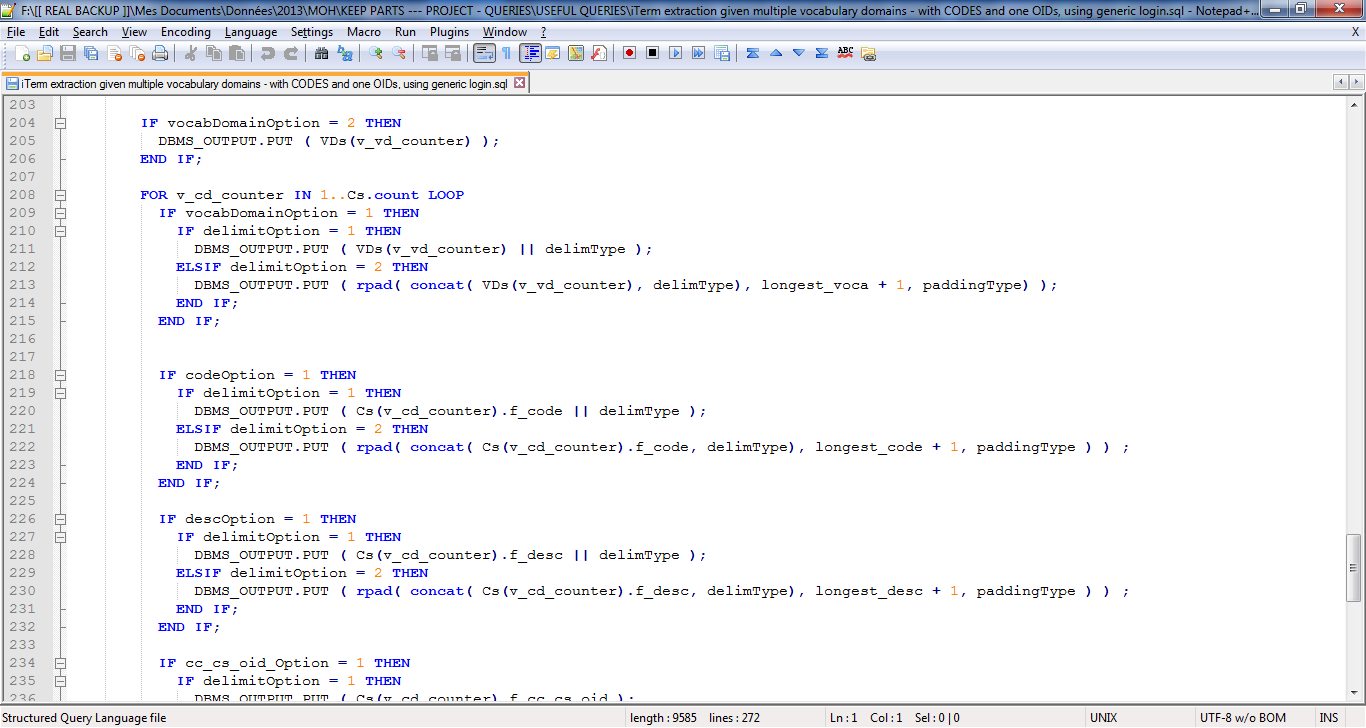 F:\[[ REAL BACKUP ]]\Mes Documents\Données\2013\MOH\KEEP PARTS --- PROJECT - QUERIES\USEFUL QUERIES\iTerm extraction given multiple vocabulary domains - with CODES and one OIDs, using generic login.sql - Notepad+...
File Edit Search View Encoding Language Settings Macro Run Plugins Window ? X
iTerm extraction given multiple vocabulary domains - with CODES and one OIDs, using generic login.sql
203
204 IF vocabDomainOption = 2 THEN
205 DBMS_OUTPUT.PUT ( VDs(v_vd_counter) );
206 END IF;
207
208 FOR v_cd_counter IN 1..Cs.count LOOP
209 IF vocabDomainOption = 1 THEN
210 IF delimitOption = 1 THEN
211 DBMS_OUTPUT.PUT ( VDs(v_vd_counter) || delimType );
212 ELSIF delimitOption = 2 THEN
213 DBMS_OUTPUT.PUT ( rpad( concat( VDs(v_vd_counter), delimType), longest_voca + 1, paddingType) );
214 END IF;
215 END IF;
216
217
218 IF codeOption = 1 THEN
219 IF delimitOption = 1 THEN
220 DBMS_OUTPUT.PUT ( Cs(v_cd_counter).f_code || delimType );
221 ELSIF delimitOption = 2 THEN
222 DBMS_OUTPUT.PUT ( rpad( concat( Cs(v_cd_counter).f_code, delimType), longest_code + 1, paddingType ) ) ;
223 END IF;
224 END IF;
225
226 IF descOption = 1 THEN
227 IF delimitOption = 1 THEN
228 DBMS_OUTPUT.PUT ( Cs(v_cd_counter).f_desc || delimType );
229 ELSIF delimitOption = 2 THEN
230 DBMS_OUTPUT.PUT ( rpad( concat( Cs(v_cd_counter).f_desc, delimType), longest_desc + 1, paddingType ) ) ;
231 END IF;
232 END IF;
233
234 IF cc_cs_oid_Option = 1 THEN
235 IF delimitOption = 1 THEN
236 DBMS_OUTPUT.PUT ( Cs(v_cd_counter).f_cc_cs_oid );
Structured Query Language file length : 9585 lines : 272 Ln : 1 Col : 1 Sel : 0 | 0 UNIX UTF-8 w/o BOM INS